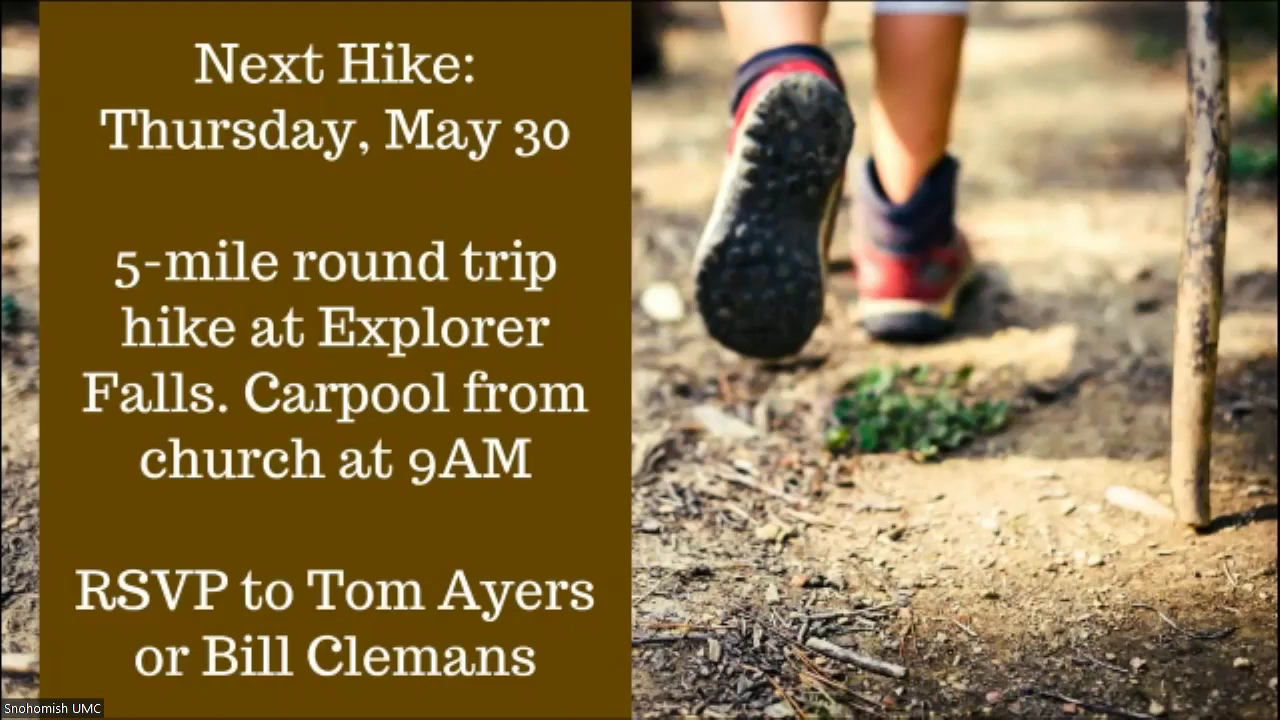 Next Hike:
Thursday, May 30
5-mile round trip
hike at Explorer
Falls. Carpool from
church at 9AM
RSVP to Tom Ayers
or Bill Clemans
Snohomish UMC